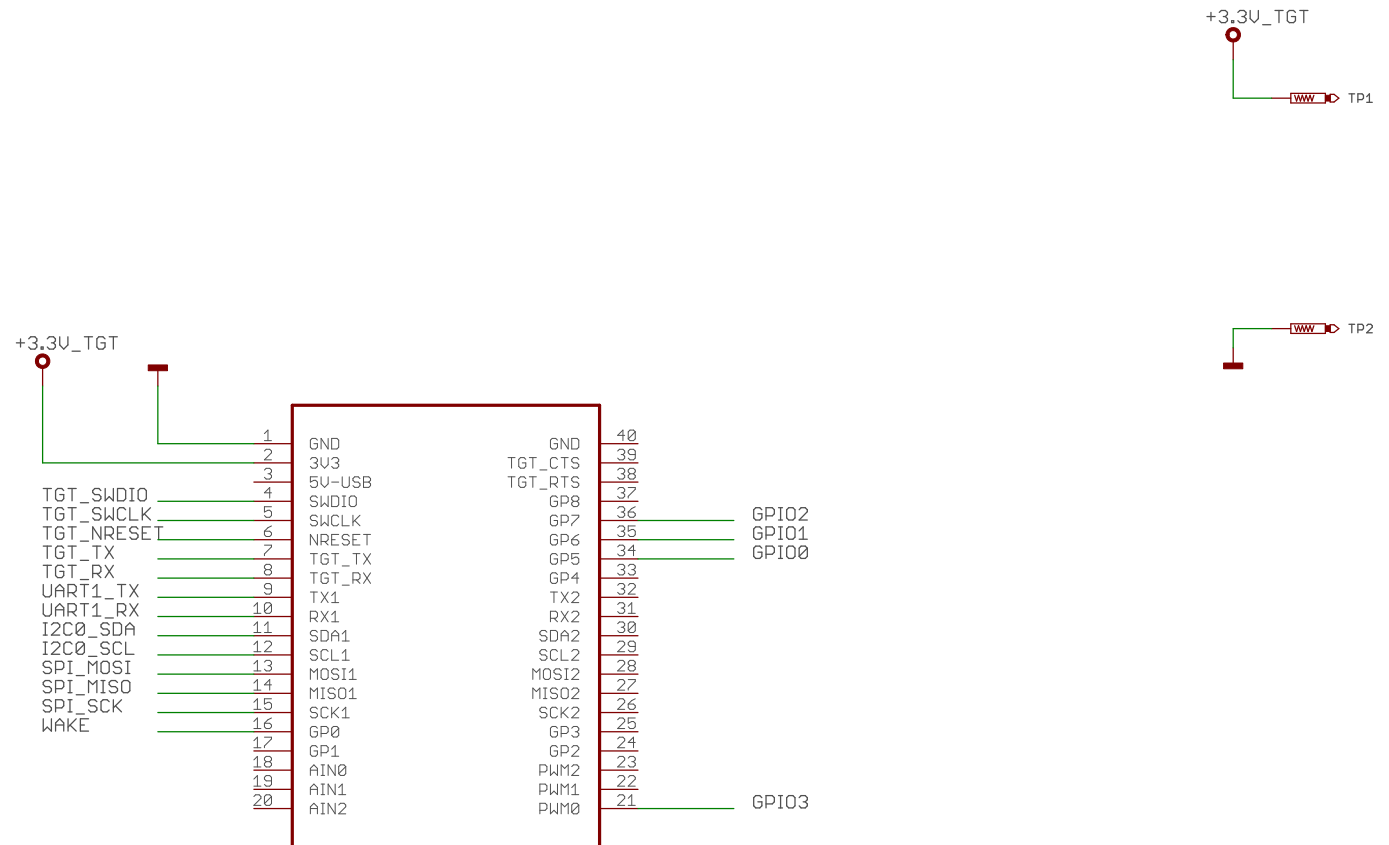 +3.3V_TGT
TP1
TP2
+3.3V_TGT
1 GND GND 40
2 3V3 TGT_CTS 39
3 5V-USB TGT_RTS 38
TGT_SWDIO 4 SWDIO GP8 37
TGT_SWCLK 5 SWCLK GP7 36 GPIO2
TGT_NRESET 6 NRESET GP6 35 GPIO1
TGT_TX 7 TGT_TX GP5 34 GPIO0
TGT_RX 8 TGT_RX GP4 33
UART1_TX 9 TX1 TX2 32
UART1_RX 10 RX1 RX2 31
I2C0_SDA 11 SDA1 SDA2 30
I2C0_SCL 12 SCL1 SCL2 29
SPI_MOSI 13 MOSI1 MOSI2 28
SPI_MISO 14 MISO1 MISO2 27
SPI_SCK 15 SCK1 SCK2 26
WAKE 16 GP0 GP3 25
17 GP1 GP2 24
18 AIN0 PWM2 23
19 AIN1 PWM1 22
20 AIN2 PWM0 21 GPIO3